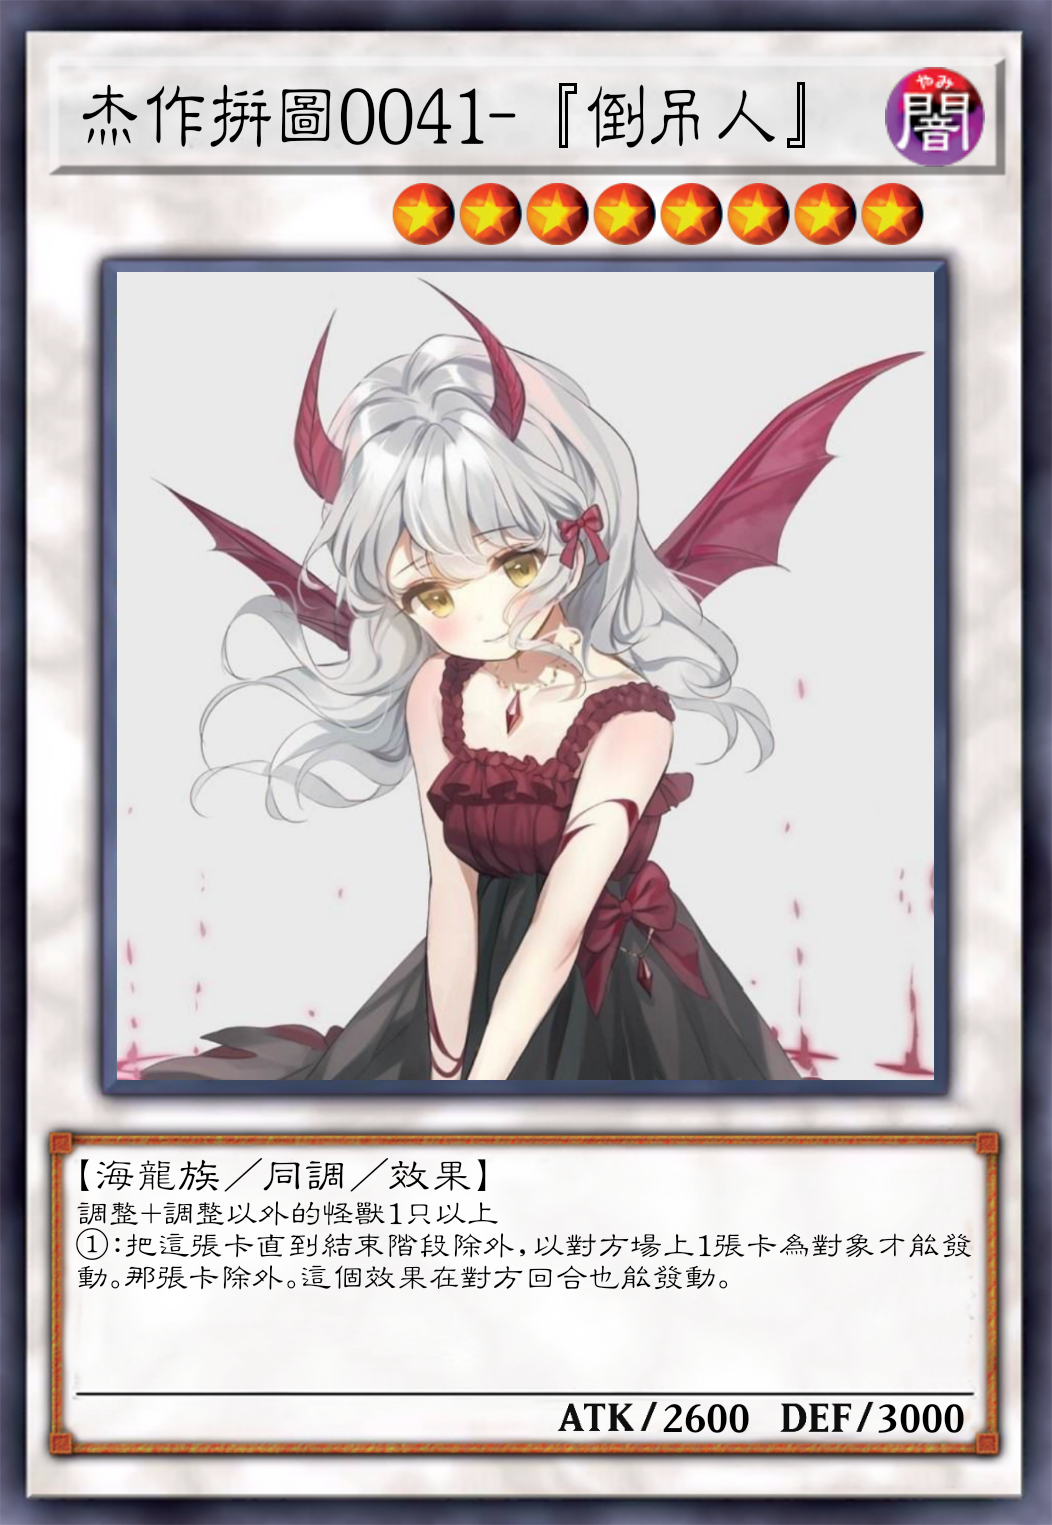 杰作拼圖0041-『倒吊人』
やみ
闇
【海龍族／同調／效果】
調整+調整以外的怪獸1只以上
①:把這張卡直到結束階段除外,以對方場上1張卡為對象才能發
動。那張卡除外。這個效果在對方回合也能發動。
ATK/2600 DEF/3000